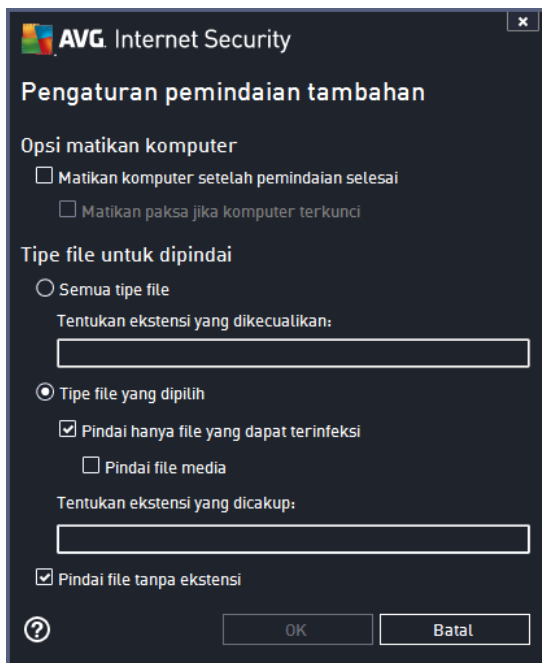 AVG. Internet Security
Pengaturan pemindaian tambahan
Opsi matikan komputer
Matikan komputer setelah pemindaian selesai
Matikan paksa jika komputer terkunci
Tipe file untuk dipindai
Semua tipe file
Tentukan ekstensi yang dikecualikan:
Tipe file yang dipilih
Pindai hanya file yang dapat terinfeksi
Pindai file media
Tentukan ekstensi yang dicakup:
Pindai file tanpa ekstensi
OK
Batal